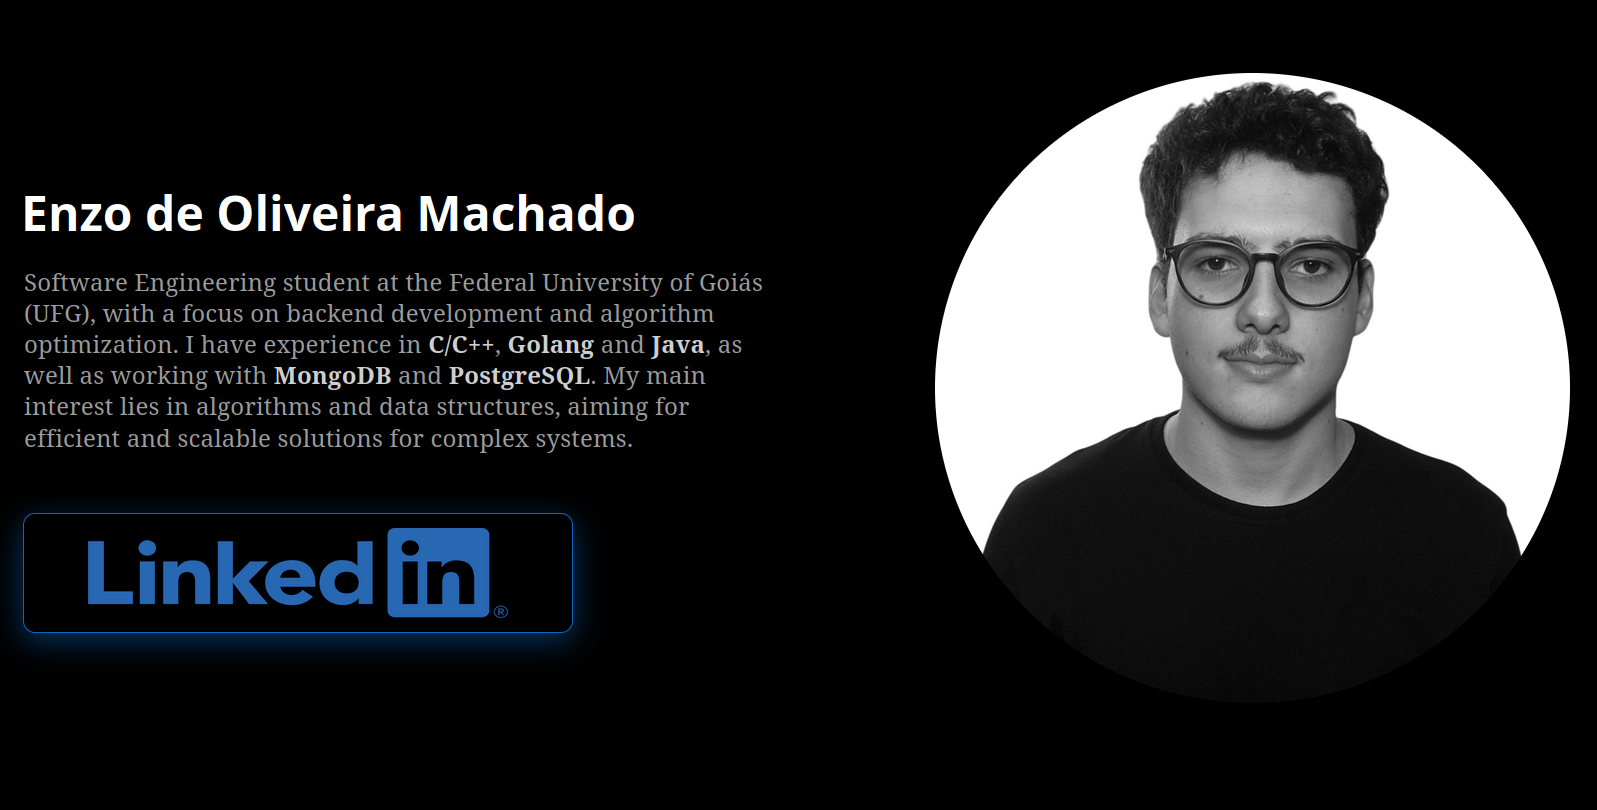 Enzo de Oliveira Machado
Software Engineering student at the Federal University of Goiás
(UFG), with a focus on backend development and algorithm
optimization. I have experience in C/C++, Golang and Java, as
well as working with MongoDB and PostgreSQL. My main
interest lies in algorithms and data structures, aiming for
efficient and scalable solutions for complex systems.
Linked in ®